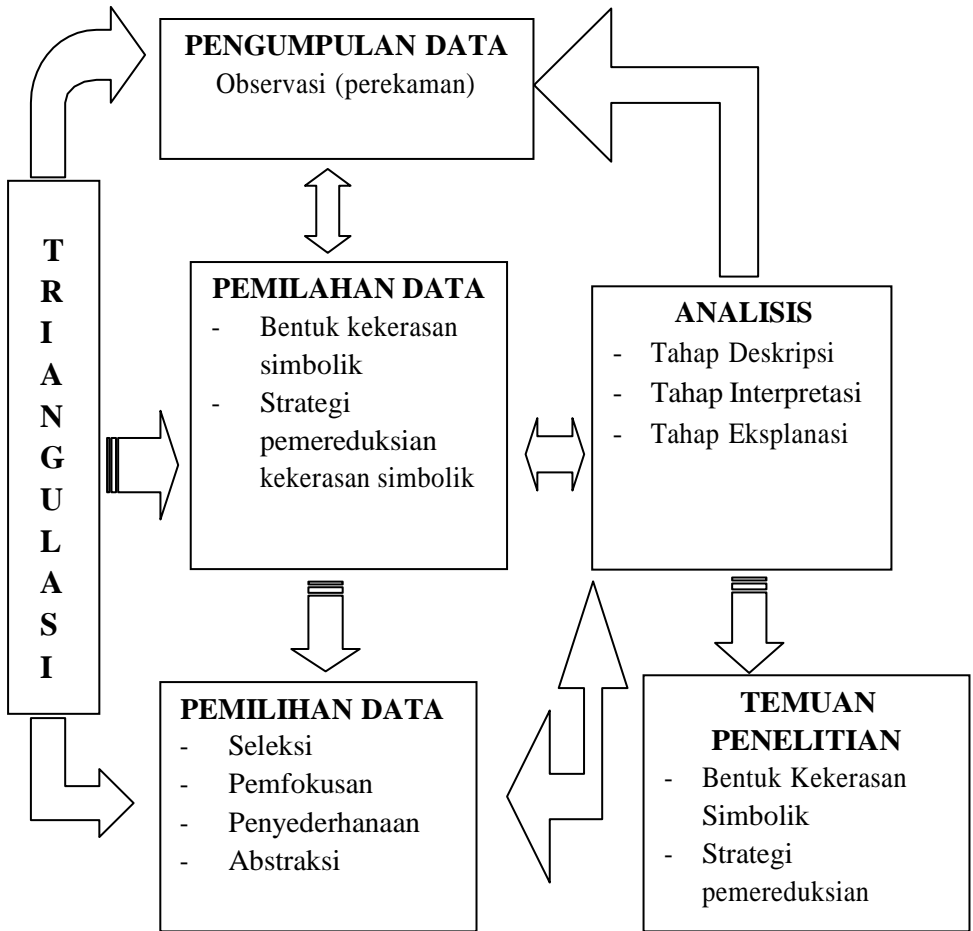 PENGUMPULAN DATA
Observasi (perekaman)
T
R
I
A
N
G
U
L
A
S
I
PEMILAHAN DATA
- Bentuk kekerasan
simbolik
- Strategi
pemereduksian
kekerasan simbolik
ANALISIS
- Tahap Deskripsi
- Tahap Interpretasi
- Tahap Eksplanasi
PEMILIHAN DATA
- Seleksi
- Pemfokusan
- Penyederhanaan
- Abstraksi
TEMUAN
PENELITIAN
- Bentuk Kekerasan
Simbolik
- Strategi
pemereduksian